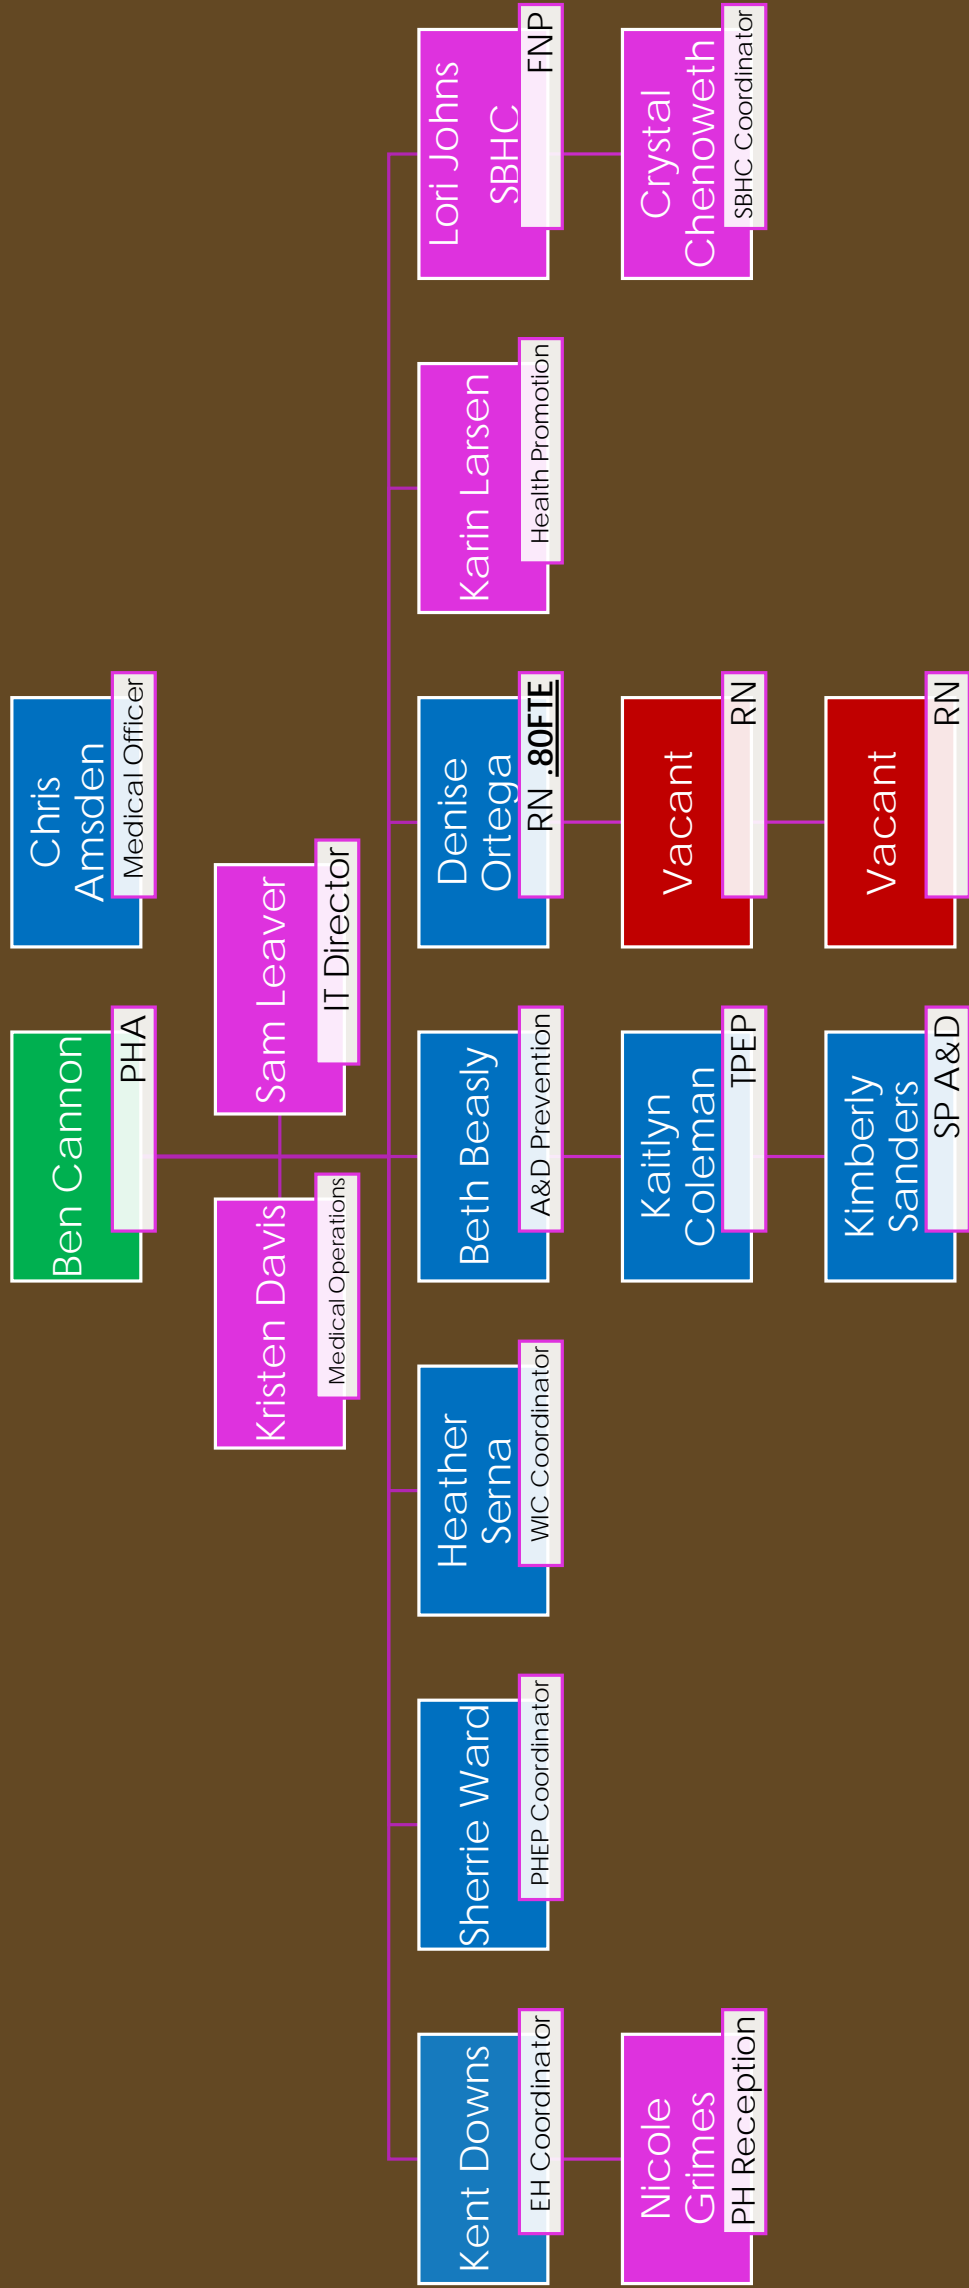 Ben Cannon
PHA
Chris
Amsden
Medical Officer
Kristen Davis
Medical Operations
Sam Leaver
IT Director
Kent Downs
EH Coordinator
Sherrie Ward
PHEP Coordinator
Heather
Serna
WIC Coordinator
Beth Beasly
A&D Prevention
Denise
Ortega
RN .80FTE
Karin Larsen
Health Promotion
Lori Johns
SBHC
FNP
Nicole
Grimes
PH Reception
Kaitlyn
Coleman
TPEP
Vacant
RN
Crystal
Chenoweth
SBHC Coordinator
Kimberly
Sanders
SP A&D
Vacant
RN